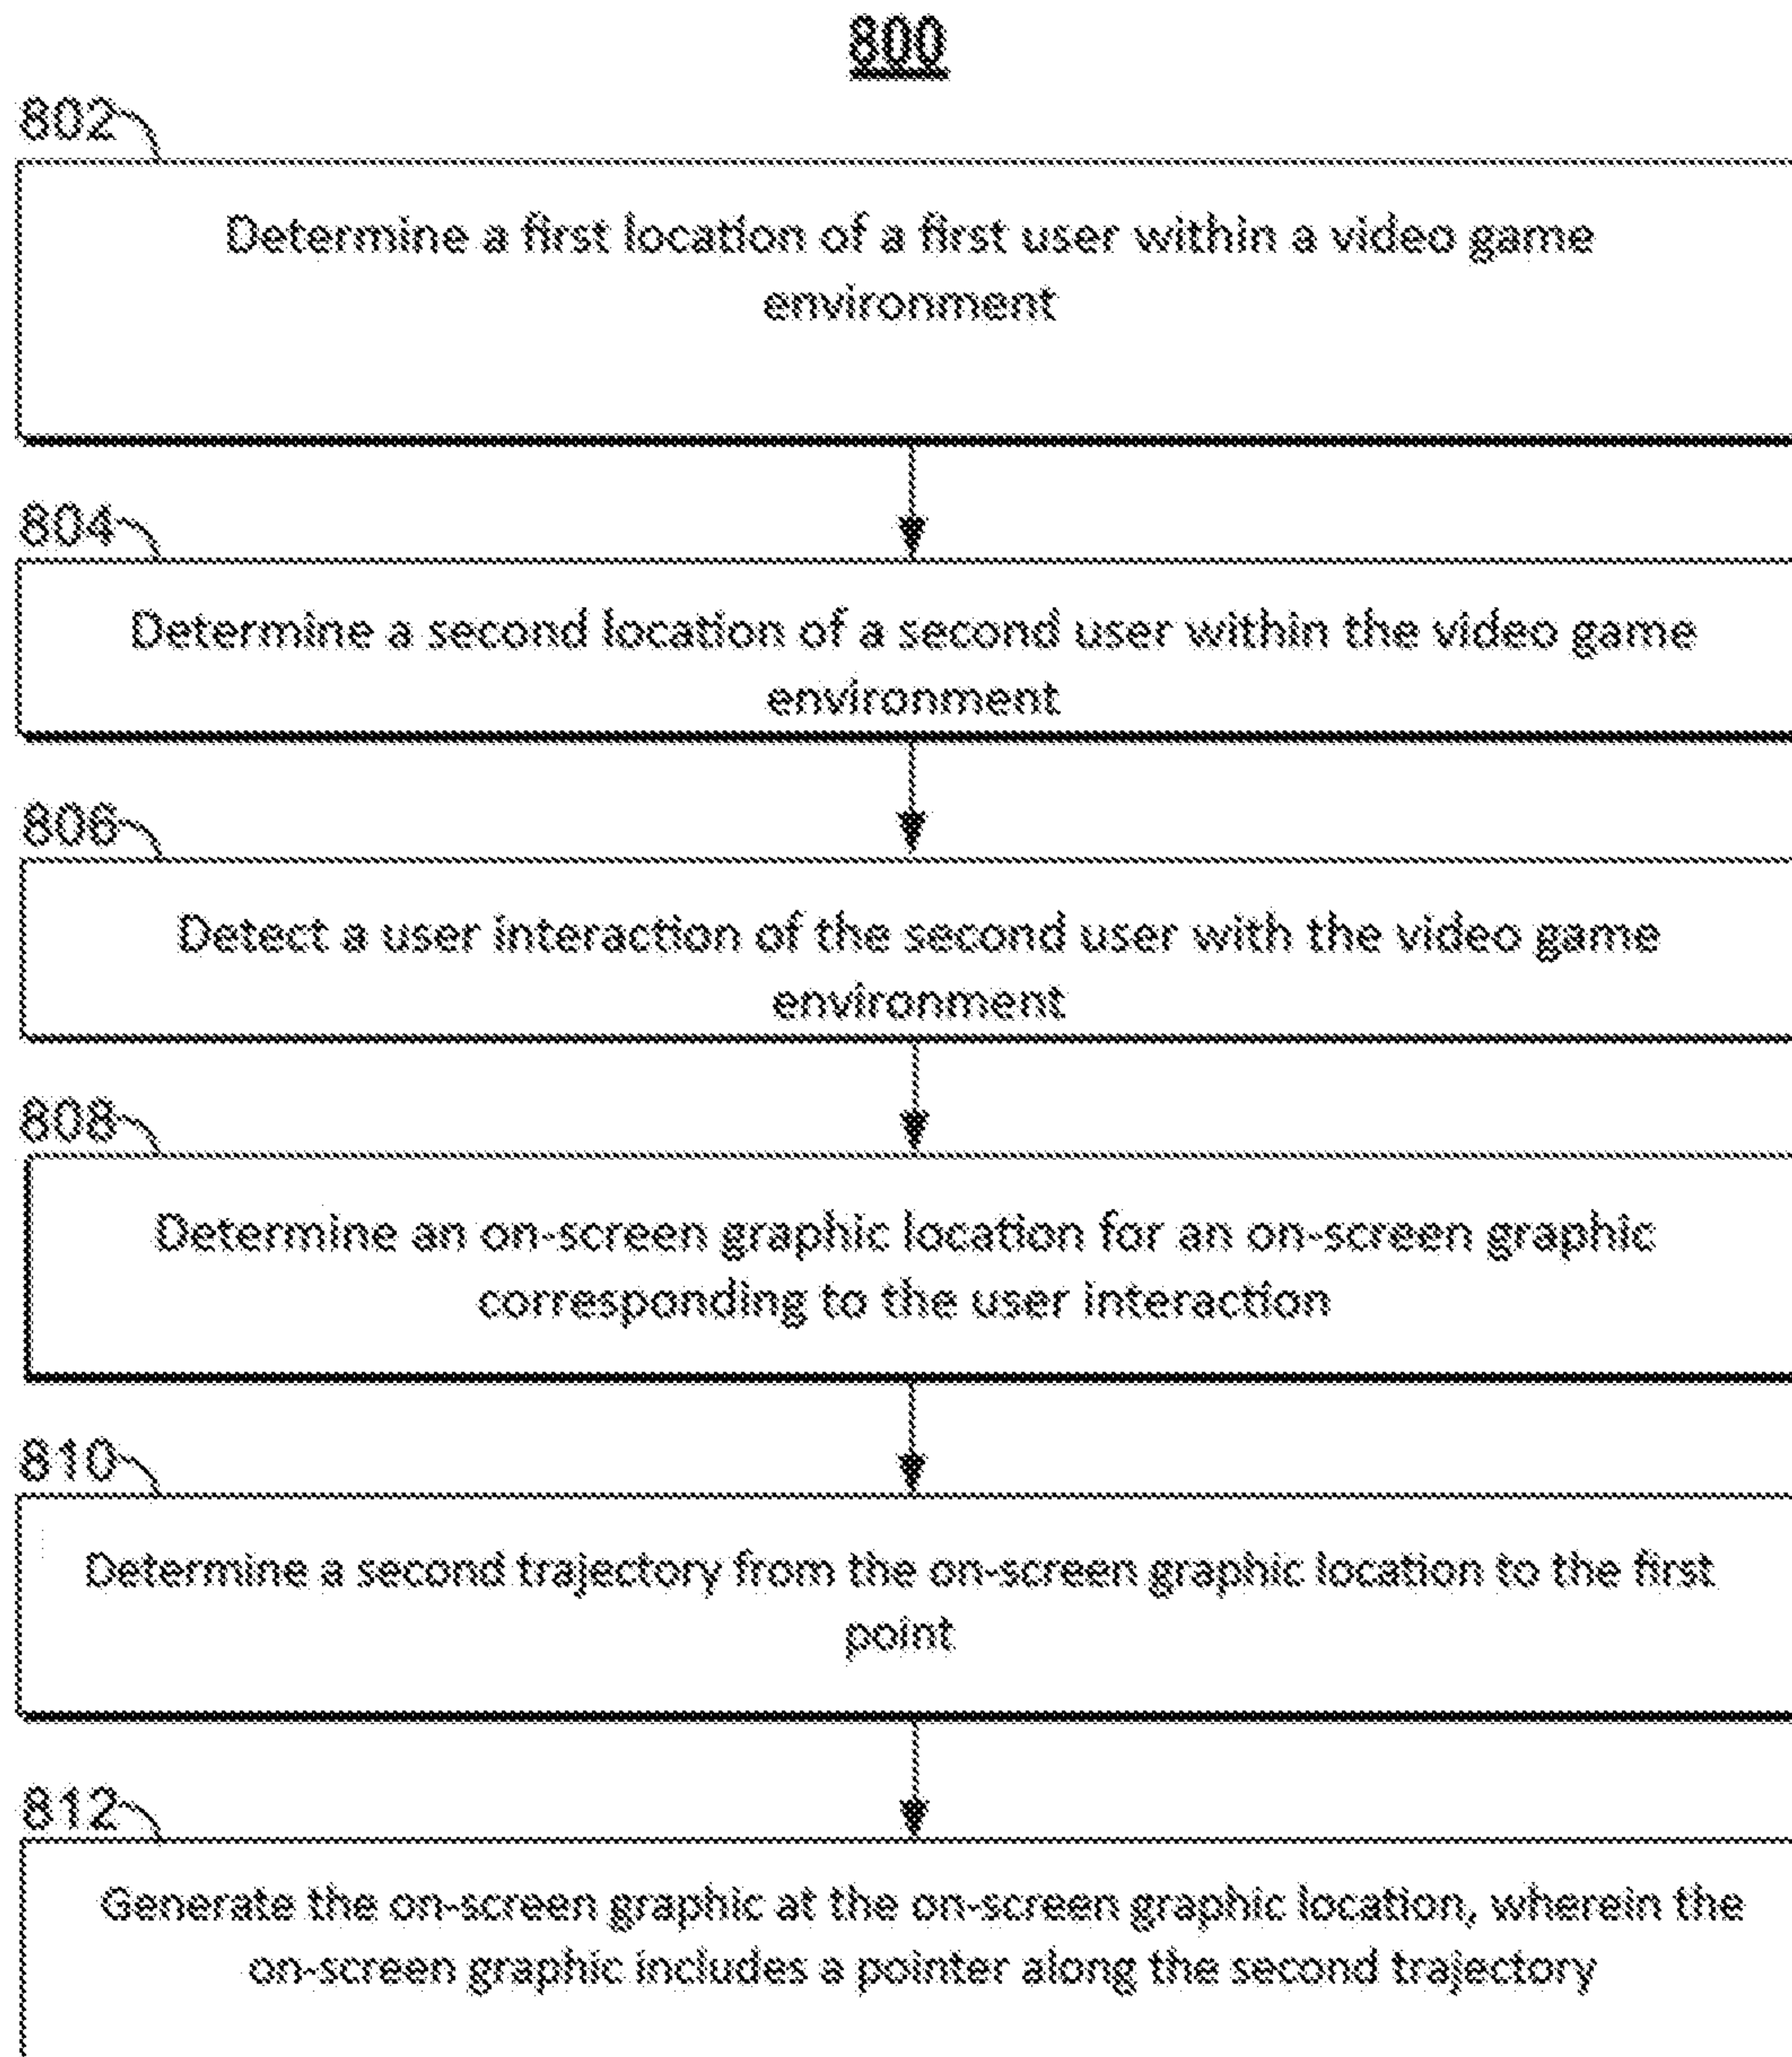 800
802
Determine a first location of a first user within a video game
environment
804
Determine a second location of a second user within the video game
environment
806
Detect a user interaction of the second user with the video game
environment
808
Determine an on-screen graphic location for an on-screen graphic
corresponding to the user interaction
810
Determine a second trajectory from the on-screen graphic location to the first
point
812
Generate the on-screen graphic at the on-screen graphic location, wherein the
on-screen graphic includes a pointer along the second trajectory